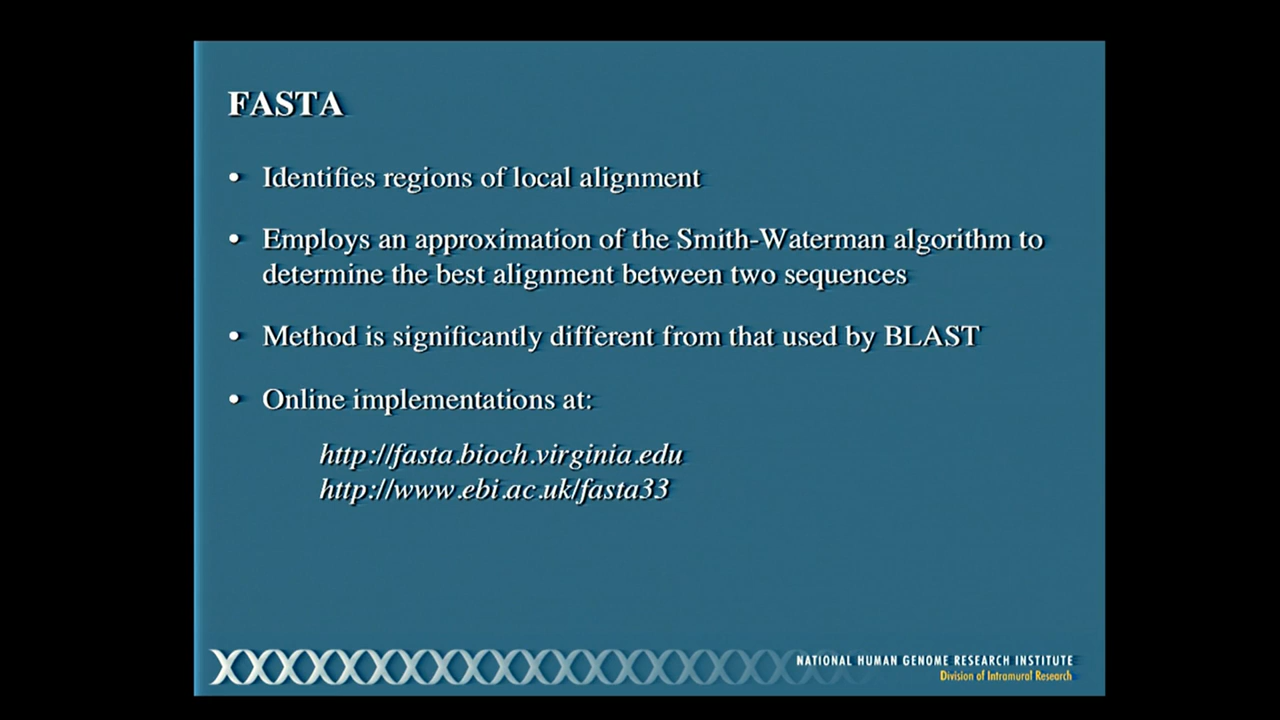 FASTA
• Identifies regions of local alignment
• Employs an approximation of the Smith-Waterman algorithm to
determine the best alignment between two sequences
• Method is significantly different from that used by BLAST
• Online implementations at:
http://fasta.bioch.virginia.edu
http://www.ebi.ac.uk/fasta33
NATIONAL HUMAN GENOME RESEARCH INSTITUTE
Division of Intramural Research